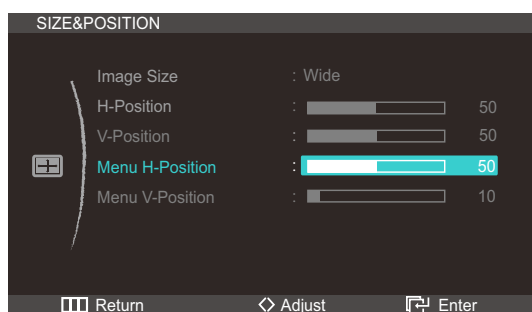 SIZE&POSITION
Image Size : Wide
H-Position : 50
V-Position : 50
Menu H-Position : 50
Menu V-Position : 10
Return Adjust Enter